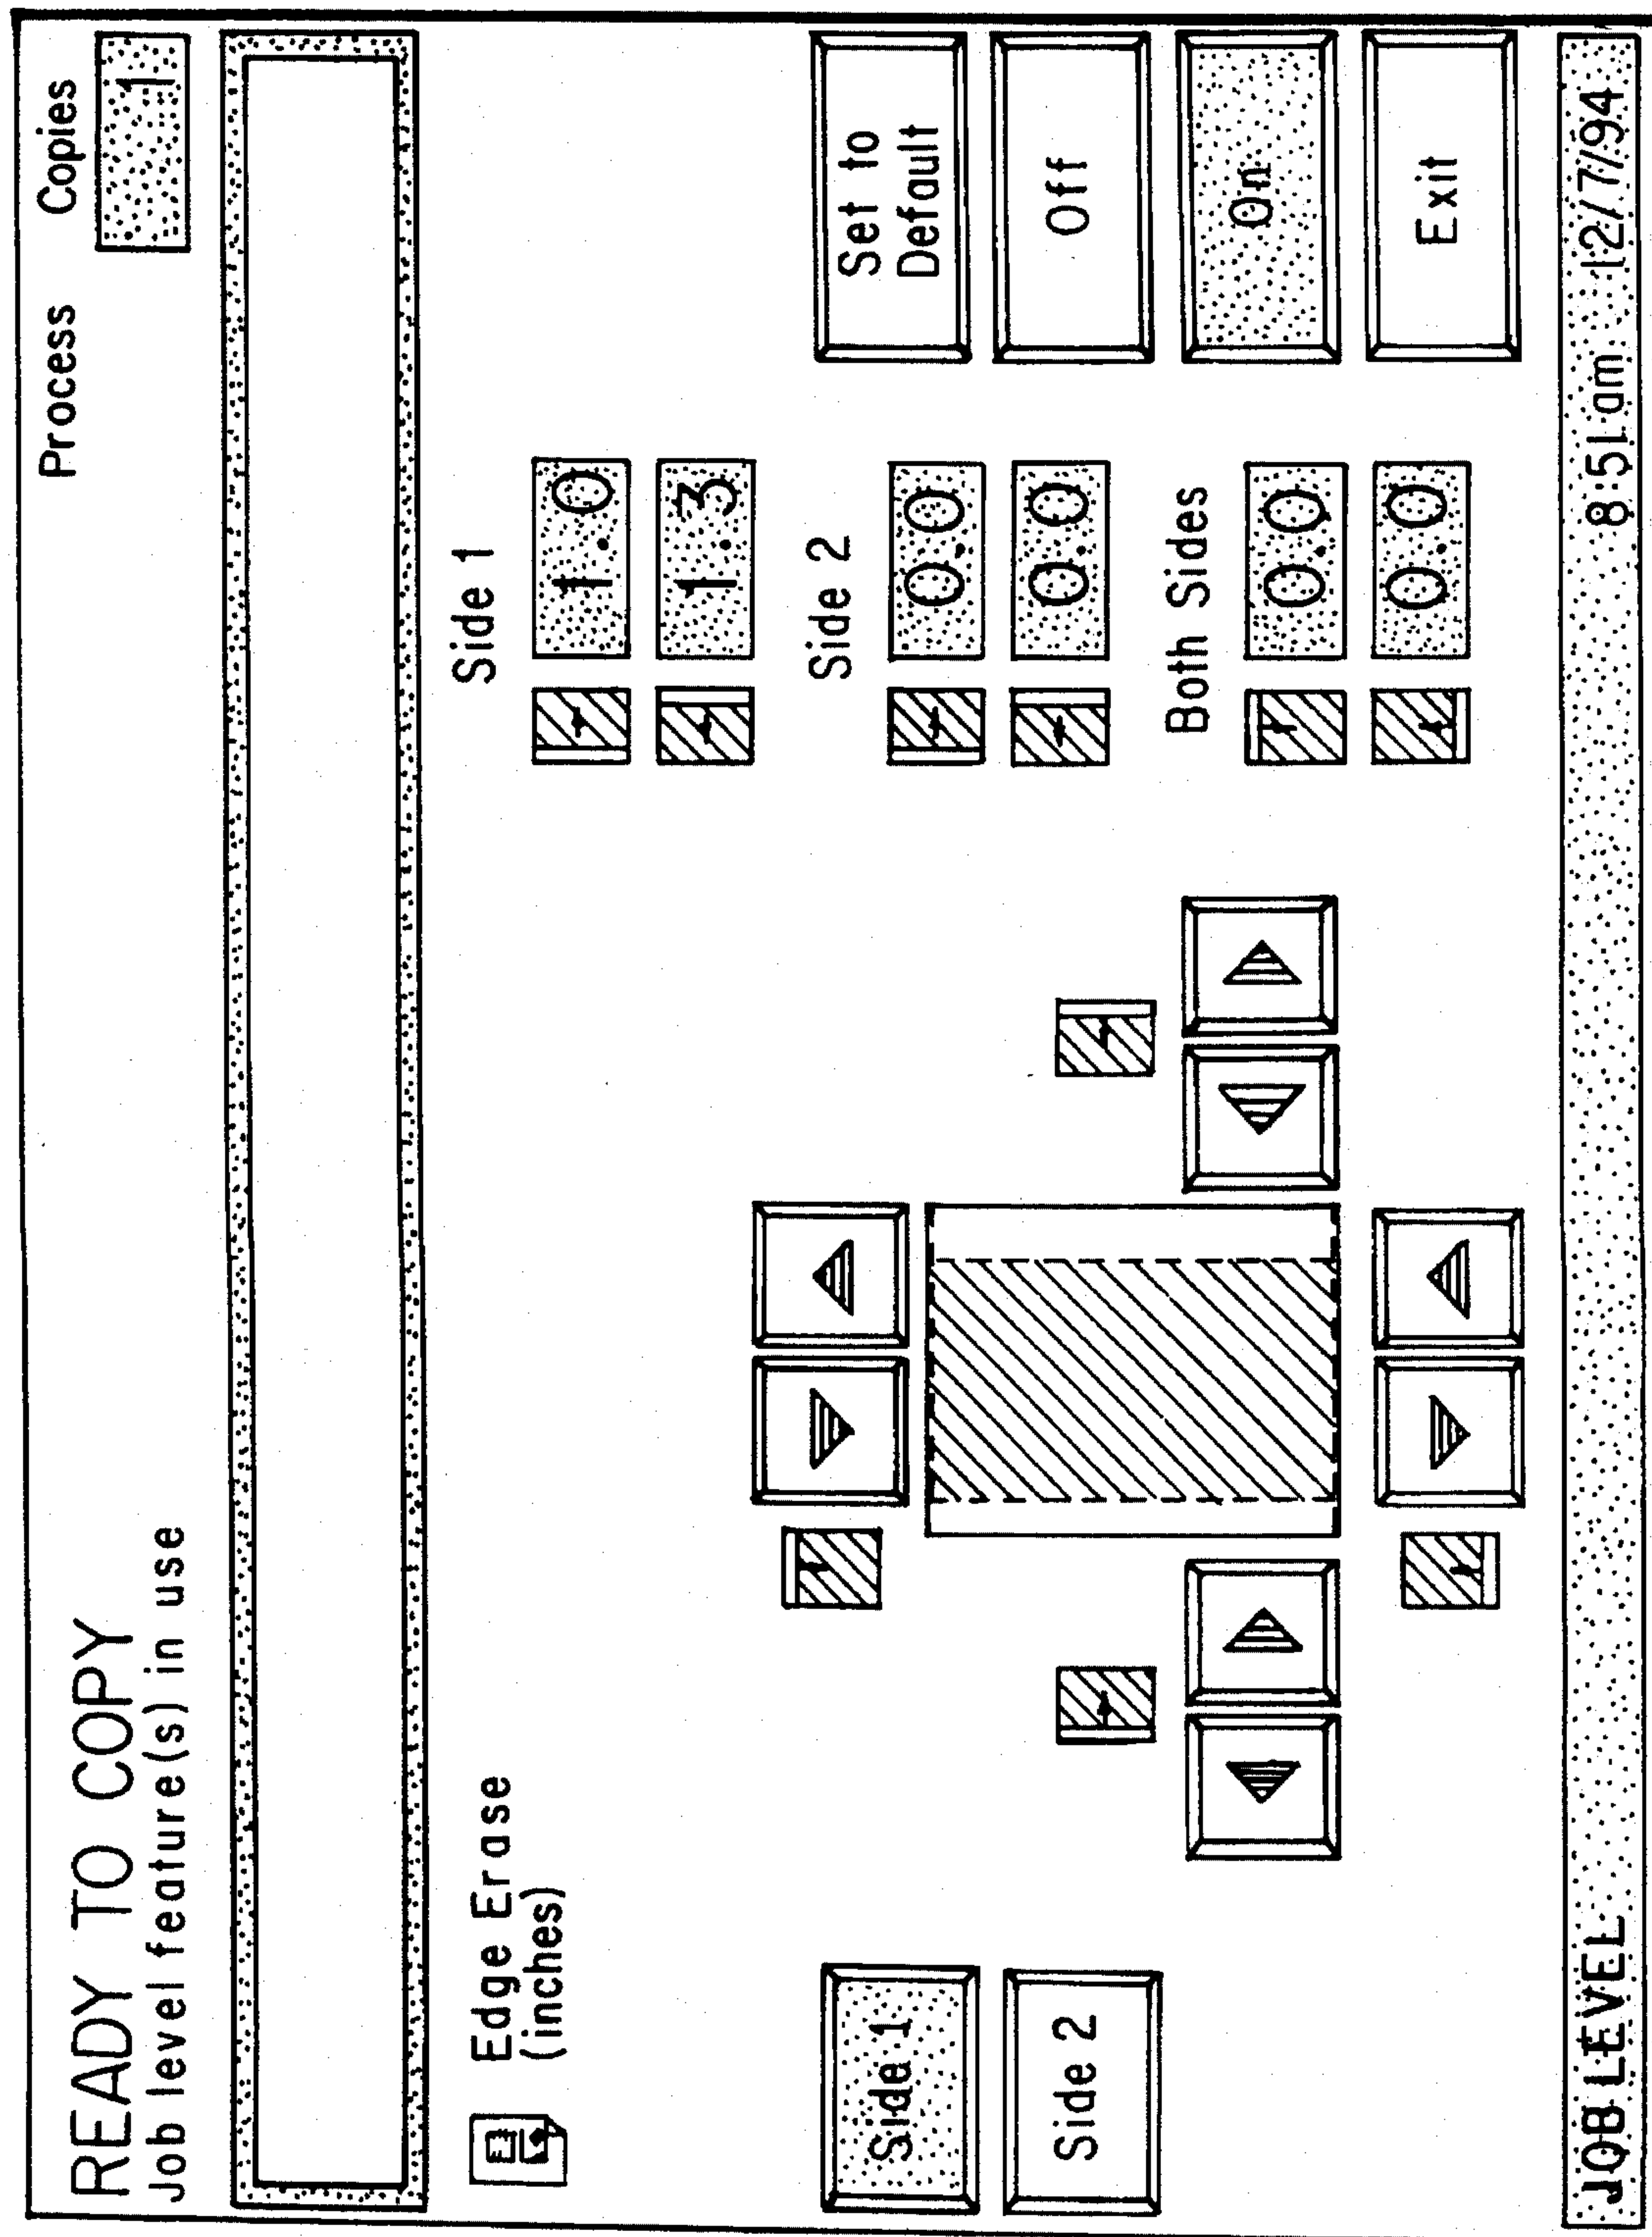 READY TO COPY
Job level feature(s) in use
Process
Copies
1
Edge Erase
(inches)
Side 1
1.0
1.3
Side 2
0.0
0.0
Both Sides
0.0
0.0
Side 1
Side 2
Set to
Default
Off
On
Exit
JOB LEVEL
8:51 am 12/7/94